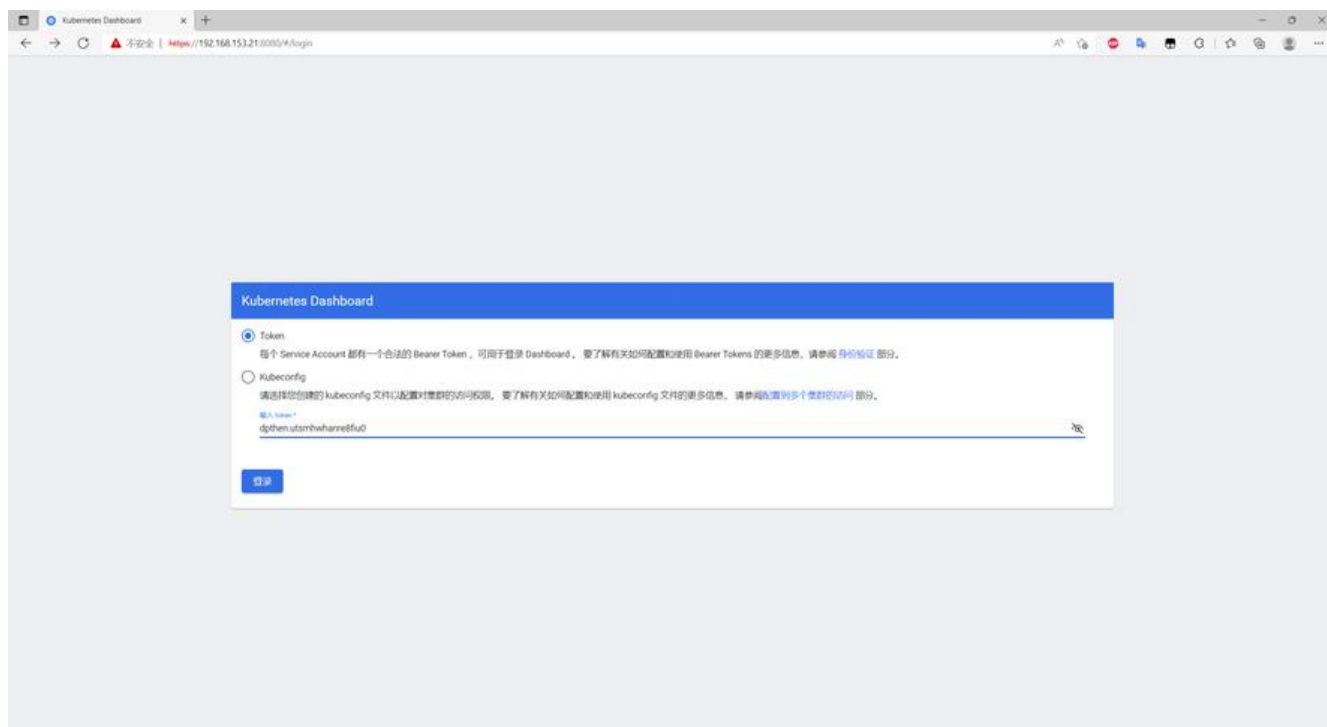 Kubernetes Dashboard
不安全 | https://192.168.153.21:8080/#/login
Kubernetes Dashboard
Token
每个 Service Account 都有一个合法的 Bearer Token ，可用于登录 Dashboard 。 要了解有关如何配置和使用 Bearer Tokens 的更多信息，请参阅 身份验证 部分。
Kubeconfig
请选择您创建的 kubeconfig 文件以配置对集群的访问权限。 要了解有关如何配置和使用 kubeconfig 文件的更多信息， 请参阅配置到多个集群的访问 部分。
输入 token *
登录